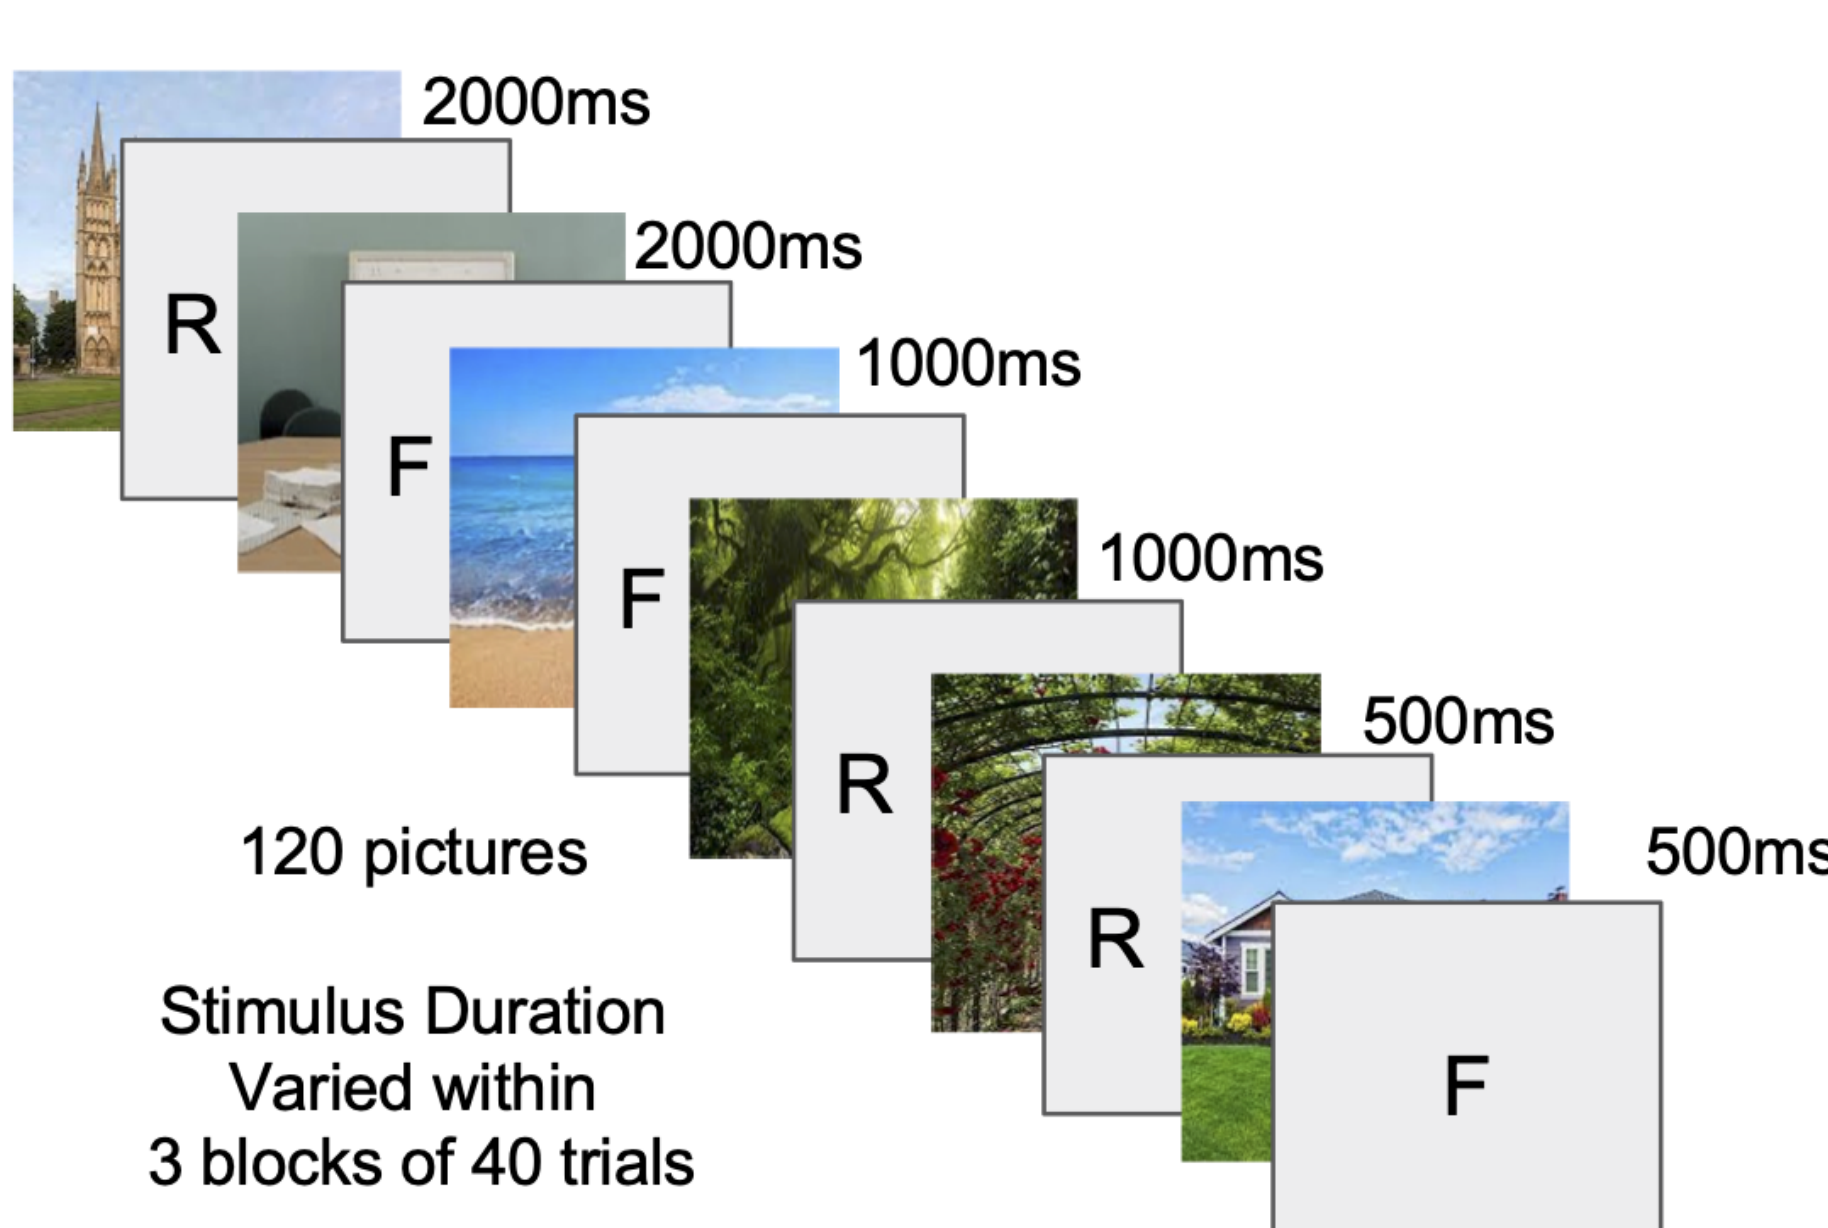 2000ms
R
2000ms
F
1000ms
F
1000ms
R
500ms
R
500ms
F
120 pictures
Stimulus Duration
Varied within
3 blocks of 40 trials